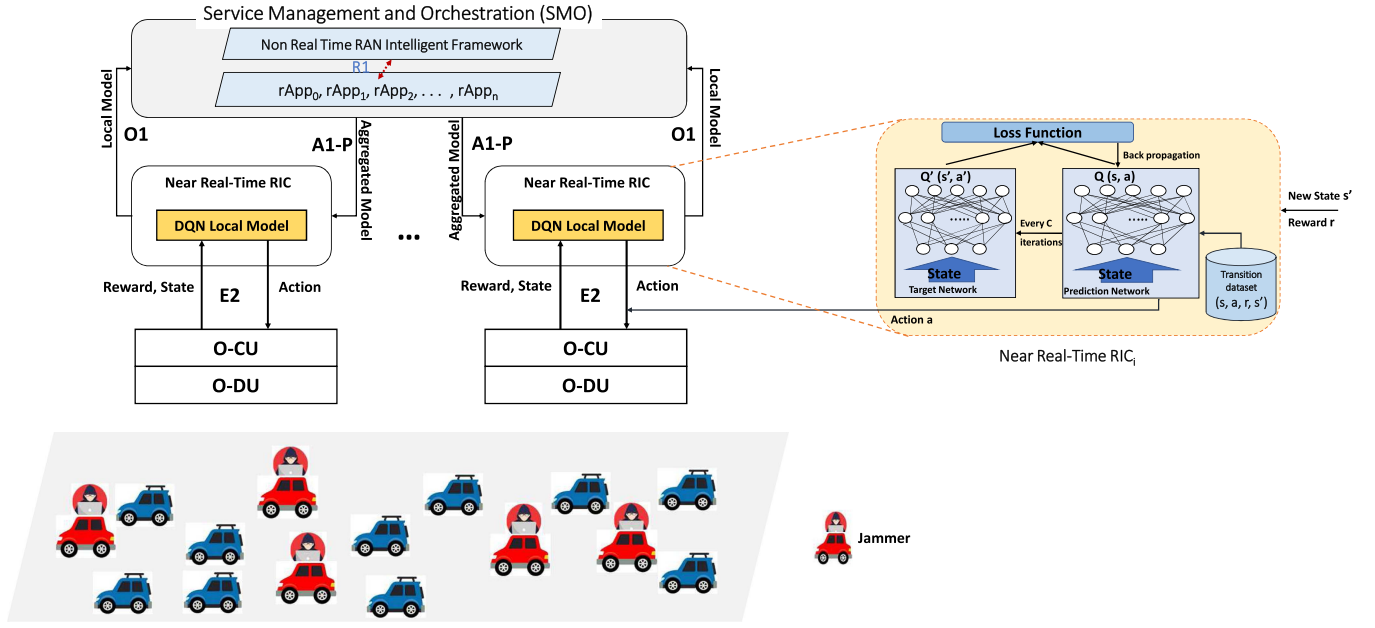 Service Management and Orchestration (SMO)
Non Real Time RAN Intelligent Framework
R1
rApp₀, rApp₁, rApp₂, . . . , rAppₙ
Local Model
O1
A1-P
Aggregated Model
Aggregated Model
A1-P
O1
Local Model
Near Real-Time RIC
DQN Local Model
...
Near Real-Time RIC
DQN Local Model
Reward, State
E2
Action
Reward, State
E2
Action
O-CU
O-DU
O-CU
O-DU
Loss Function
Back propagation
Q' (s', a')
Q (s, a)
.....
.....
Every C
iterations
State
Target Network
State
Prediction Network
New State s'
Reward r
Transition
dataset
(s, a, r, s')
Action a
Near Real-Time RICᵢ
Jammer